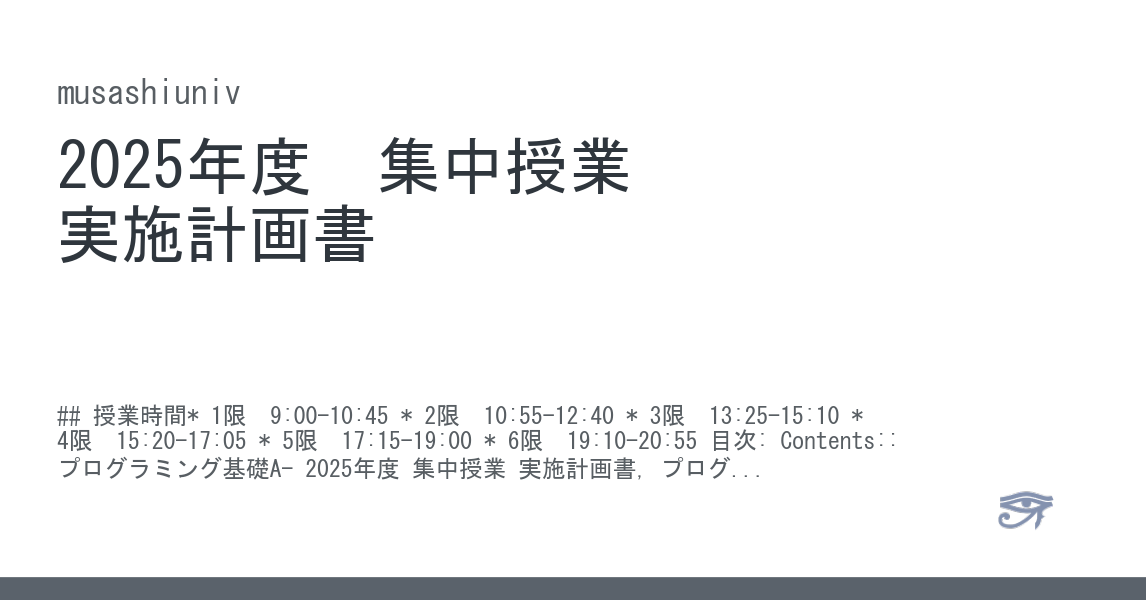 musashiuniv
2025年度　集中授業
実施計画書
## 授業時間* 1限　9:00-10:45 * 2限　10:55-12:40 * 3限　13:25-15:10 *
4限　15:20-17:05 * 5限　17:15-19:00 * 6限　19:10-20:55 目次: Contents::
プログラミング基礎A- 2025年度 集中授業 実施計画書, プログ...